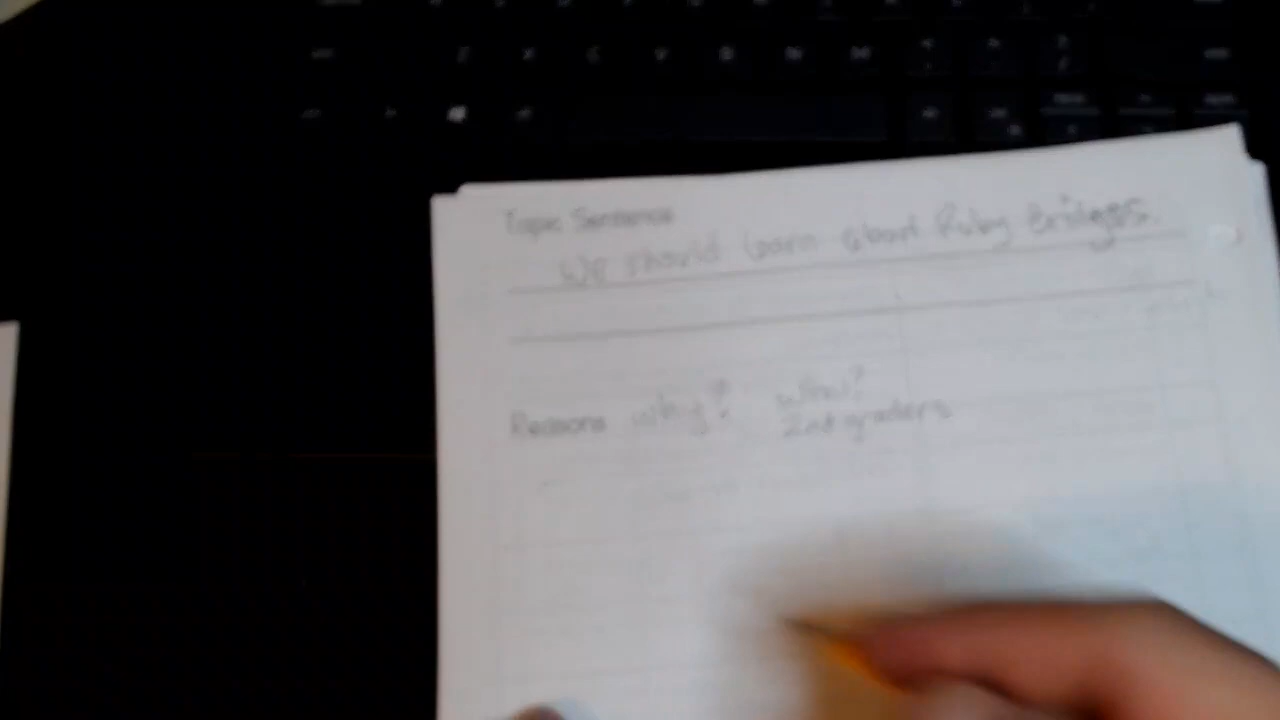 Topic Sentence
We should learn about Ruby Bridges.
Reasons why? who?
2nd graders